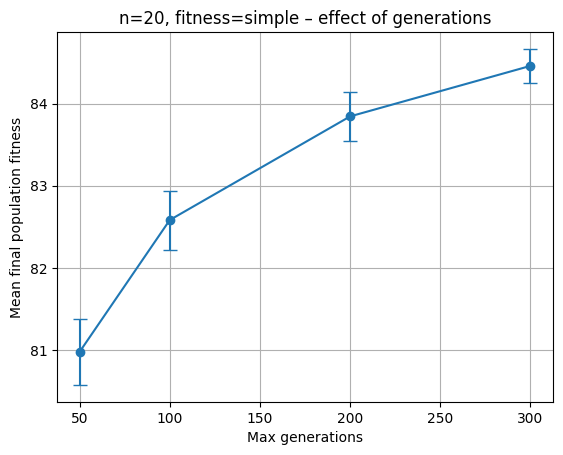 n=20, fitness=simple – effect of generations
Mean final population fitness
84
83
82
81
50 100 150 200 250 300
Max generations